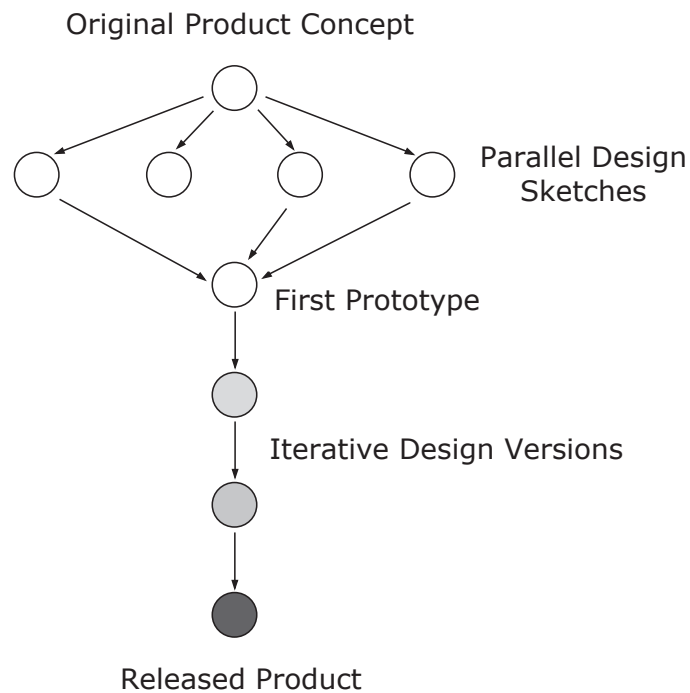 Original Product Concept
Parallel Design
Sketches
First Prototype
Iterative Design Versions
Released Product